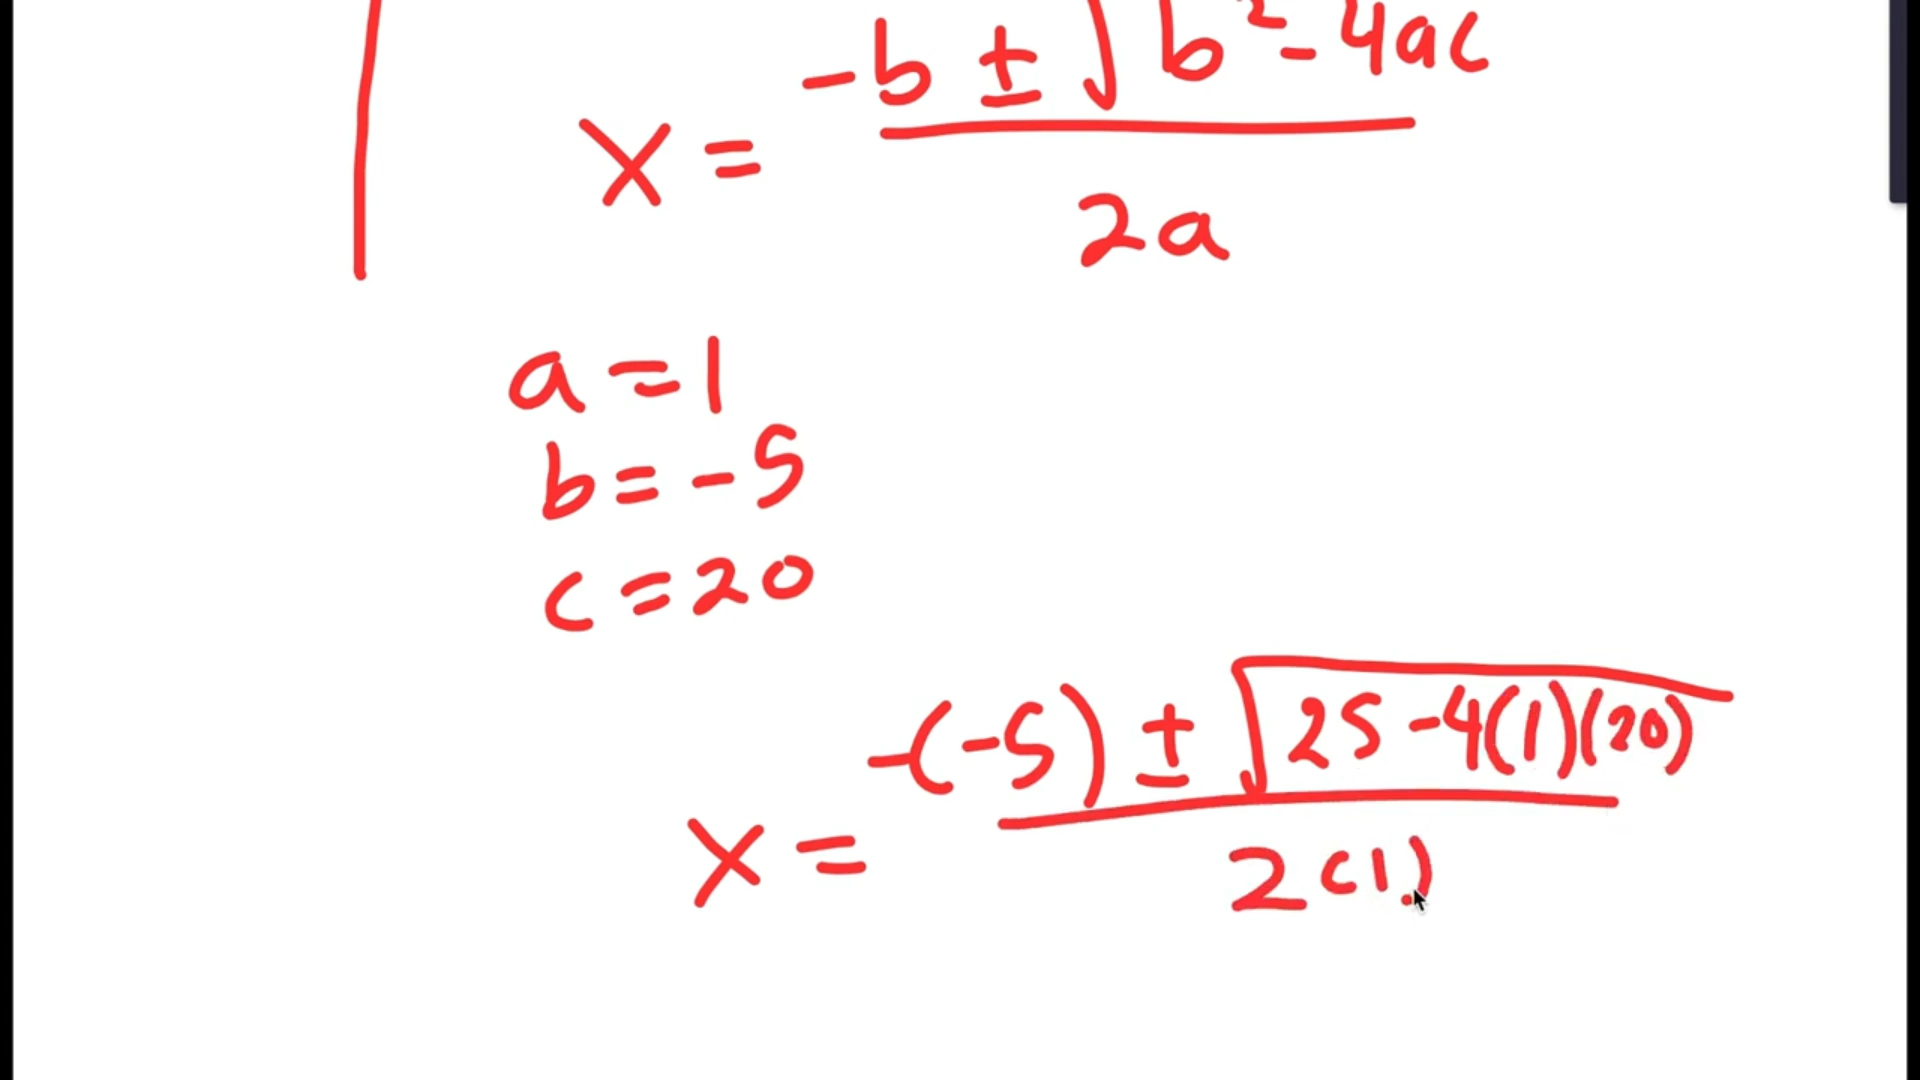 x = -b ± √b² - 4ac / 2a
a = 1
b = -5
c = 20
x = -(-5) ± √25 - 4(1)(20) / 2(1)